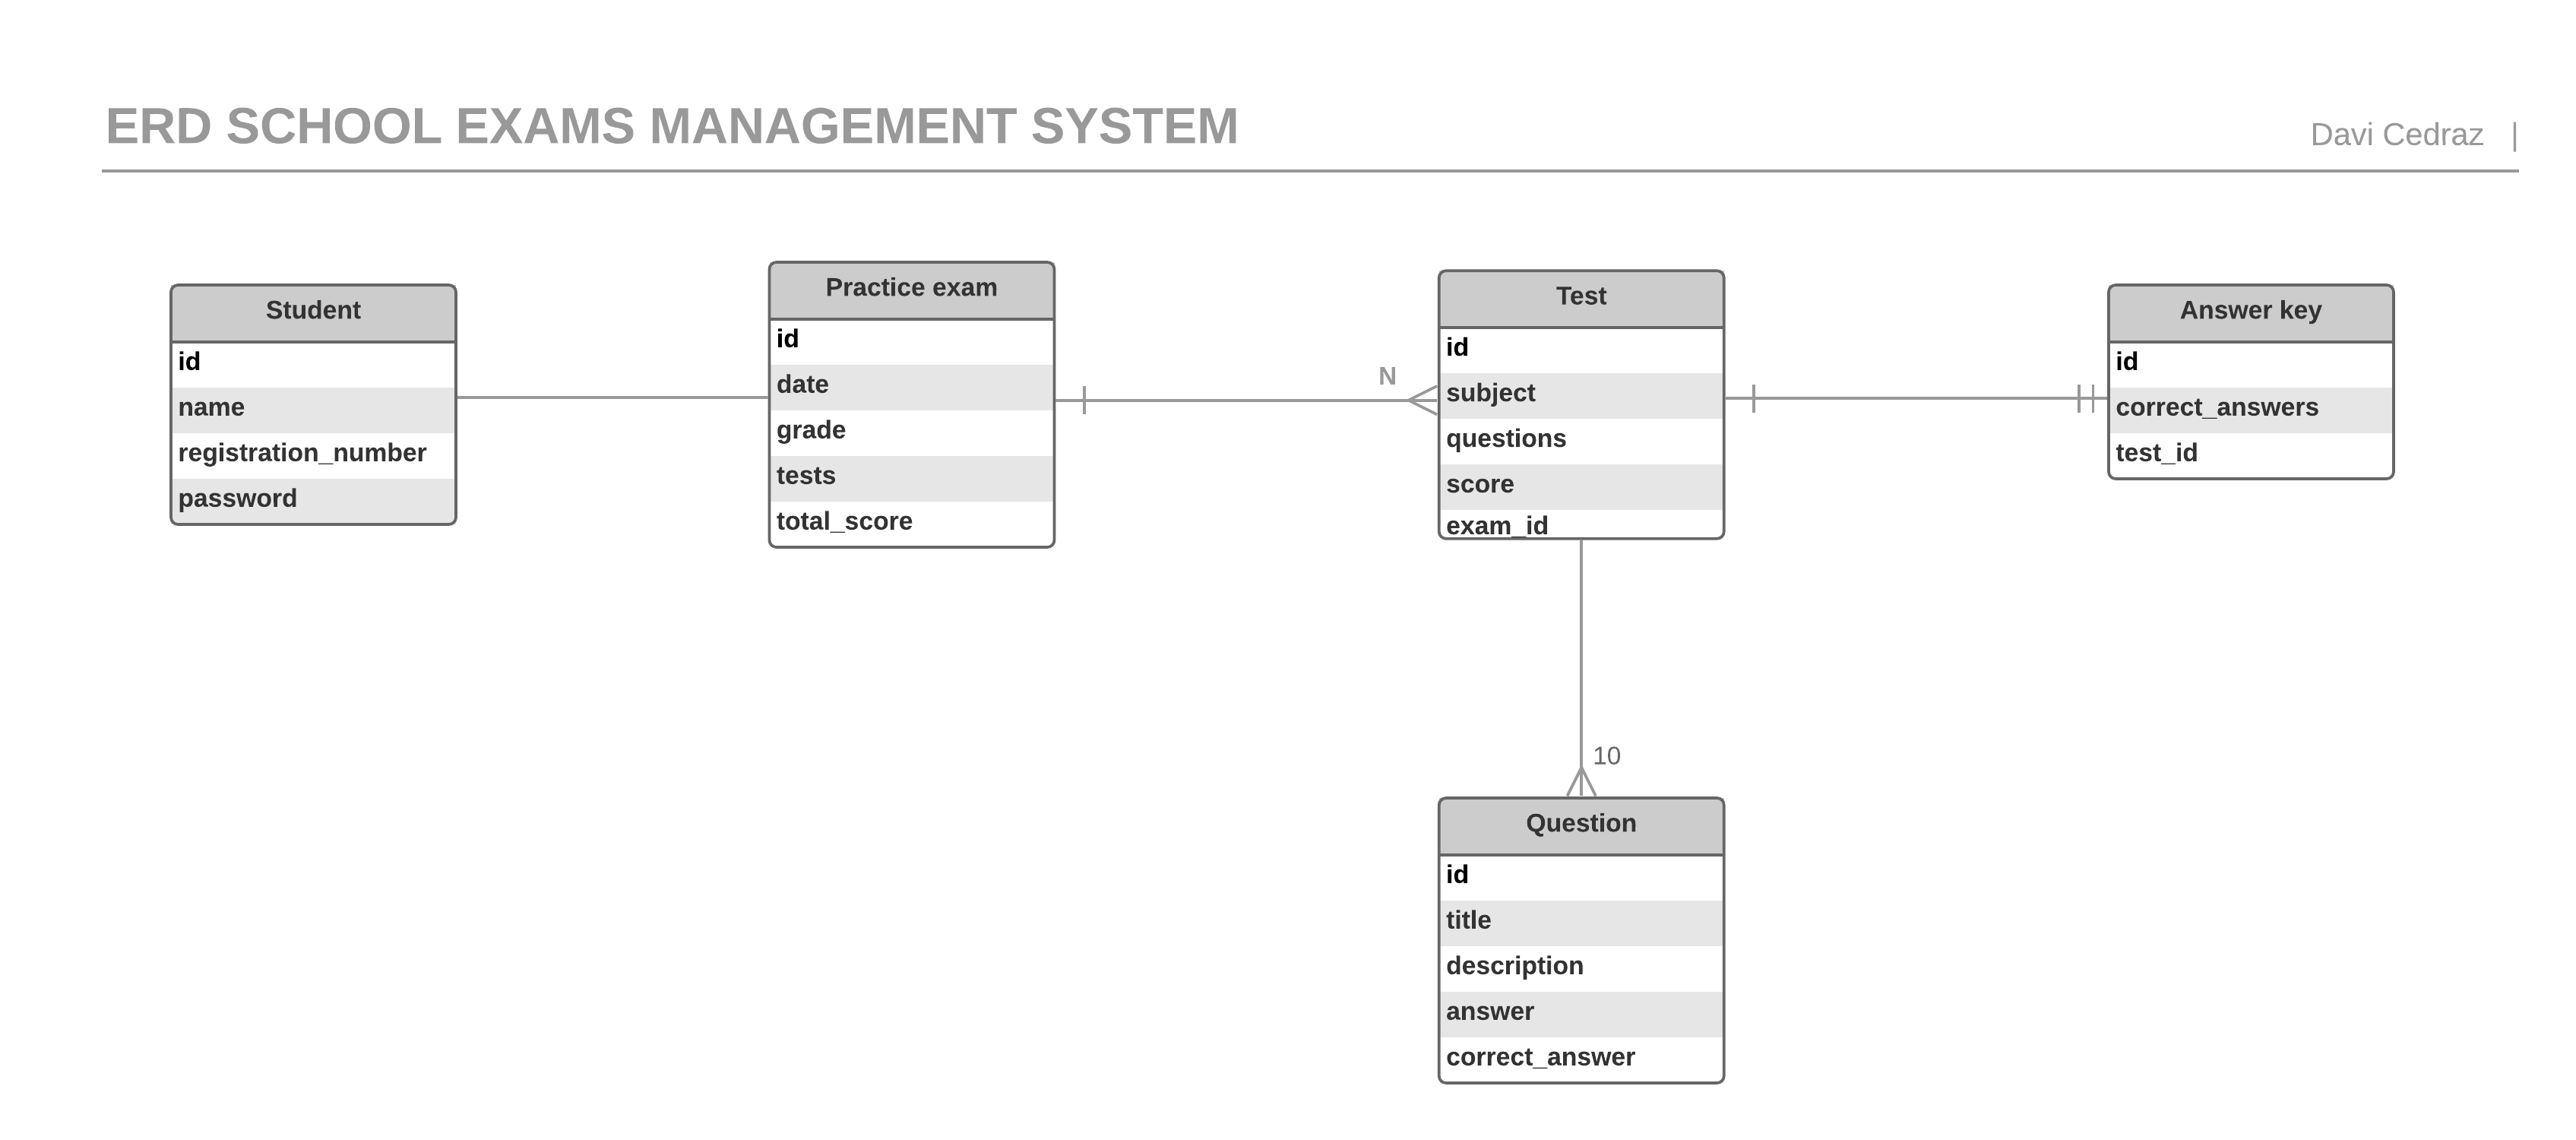 ERD SCHOOL EXAMS MANAGEMENT SYSTEM
Davi Cedraz |
Student
id
name
registration_number
password
Practice exam
id
date
grade
tests
total_score
N
Test
id
subject
questions
score
exam_id
Answer key
id
correct_answers
test_id
10
Question
id
title
description
answer
correct_answer